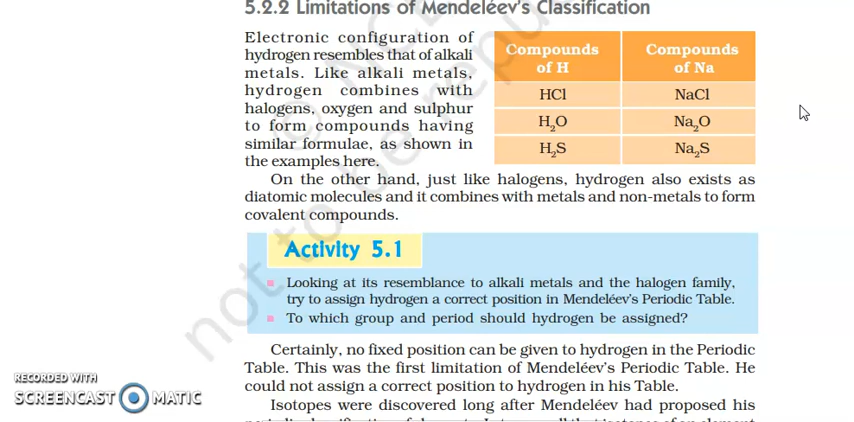 5.2.2 Limitations of Mendeléev's Classification
Electronic configuration of
hydrogen resembles that of alkali
metals. Like alkali metals,
hydrogen combines with
halogens, oxygen and sulphur
to form compounds having
similar formulae, as shown in
the examples here.
Compounds of H Compounds of Na
HCl NaCl
H₂O Na₂O
H₂S Na₂S
On the other hand, just like halogens, hydrogen also exists as
diatomic molecules and it combines with metals and non-metals to form
covalent compounds.
Activity 5.1
Looking at its resemblance to alkali metals and the halogen family,
try to assign hydrogen a correct position in Mendeléev's Periodic Table.
To which group and period should hydrogen be assigned?
Certainly, no fixed position can be given to hydrogen in the Periodic
Table. This was the first limitation of Mendeléev's Periodic Table. He
could not assign a correct position to hydrogen in his Table.
Isotopes were discovered long after Mendeléev had proposed his
not to be repu
RECORDED WITH
SCREENCAST MATIC